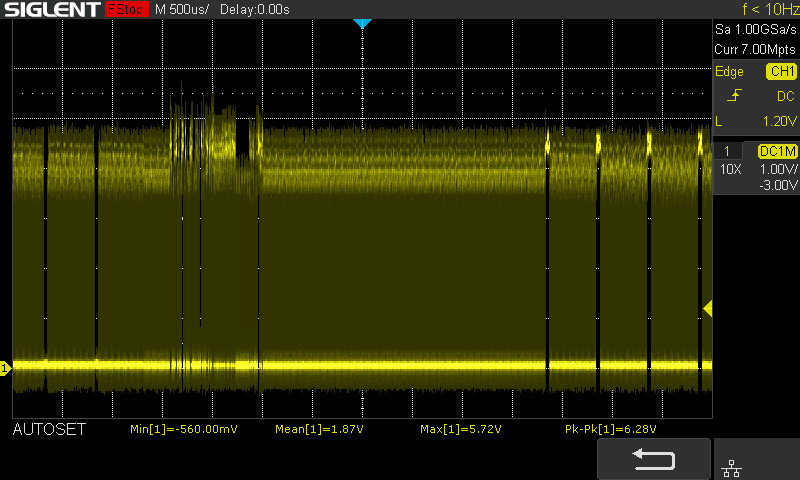 SIGLENT FStop M 500us/ Delay:0.00s f < 10Hz
Sa 1.00GSa/s
Curr 7.00Mpts
Edge CH1
DC
L 1.20V
1 DC1M
10X 1.00V/
-3.00V
1
AUTOSET Min[1]=-560.00mV Mean[1]=1.87V Max[1]=5.72V Pk-Pk[1]=6.28V